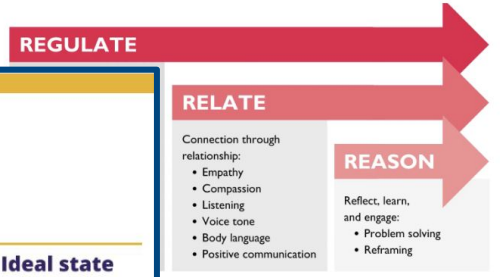 REGULATE
RELATE
Connection through
relationship:
• Empathy
• Compassion
• Listening
• Voice tone
• Body language
• Positive communication
REASON
Reflect, learn,
and engage:
• Problem solving
• Reframing
Ideal state